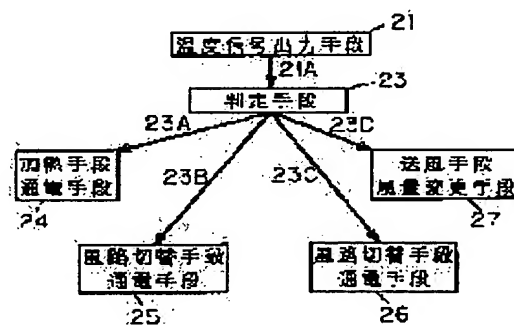 21
温度信号出力手段
21A
23
判定手段
23A
23D
加熱手段
通電手段
24
23B
23C
送風手段
風量変更手段
27
風路切替手段
通電手段
25
風路切替手段
通電手段
26